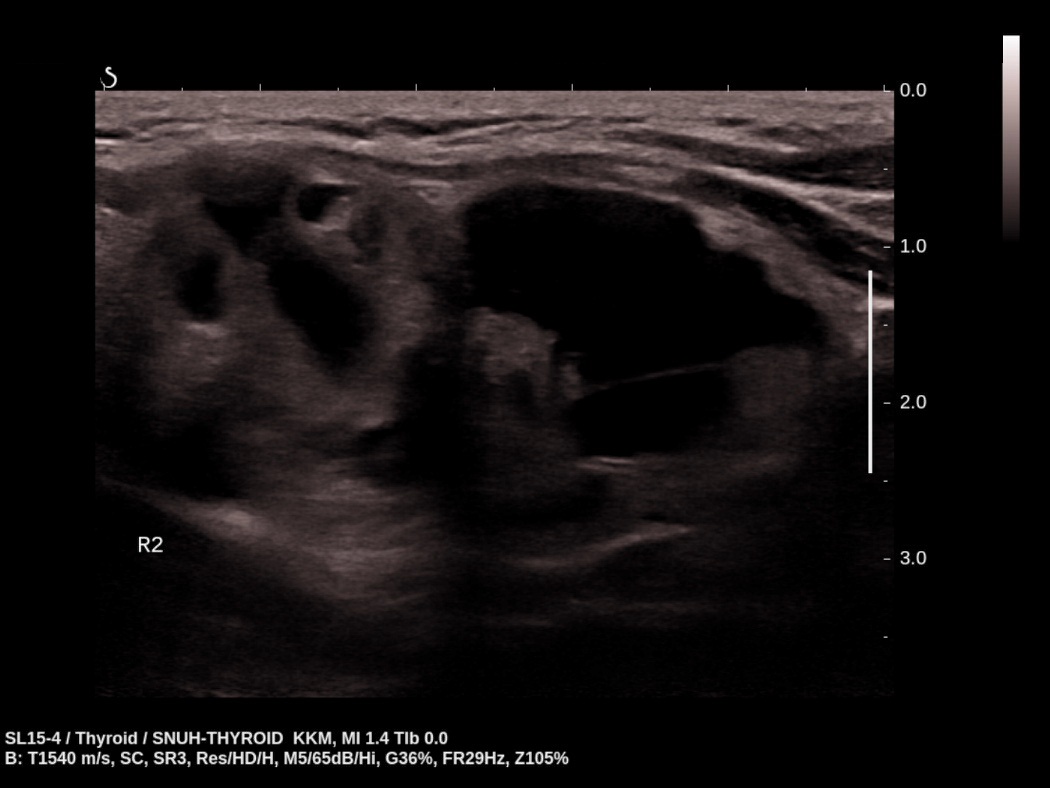 S
0.0
1.0
2.0
R2
3.0
SL15-4 / Thyroid / SNUH-THYROID KKM, MI 1.4 TIb 0.0
B: T1540 m/s, SC, SR3, Res/HD/H, M5/65dB/Hi, G36%, FR29Hz, Z105%